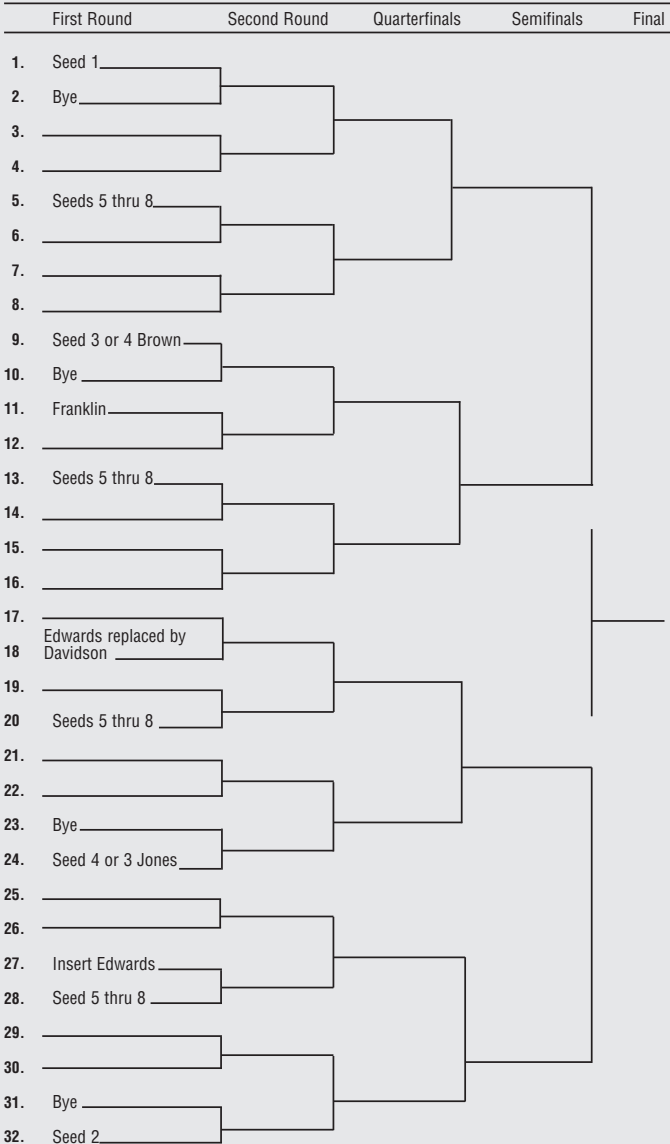 First Round Second Round Quarterfinals Semifinals Final
1. Seed 1
2. Bye
3.
4.
5. Seeds 5 thru 8
6.
7.
8.
9. Seed 3 or 4 Brown
10. Bye
11. Franklin
12.
13. Seeds 5 thru 8
14.
15.
16.
17.
Edwards replaced by
18 Davidson
19.
20 Seeds 5 thru 8
21.
22.
23. Bye
24. Seed 4 or 3 Jones
25.
26.
27. Insert Edwards
28. Seed 5 thru 8
29.
30.
31. Bye
32. Seed 2